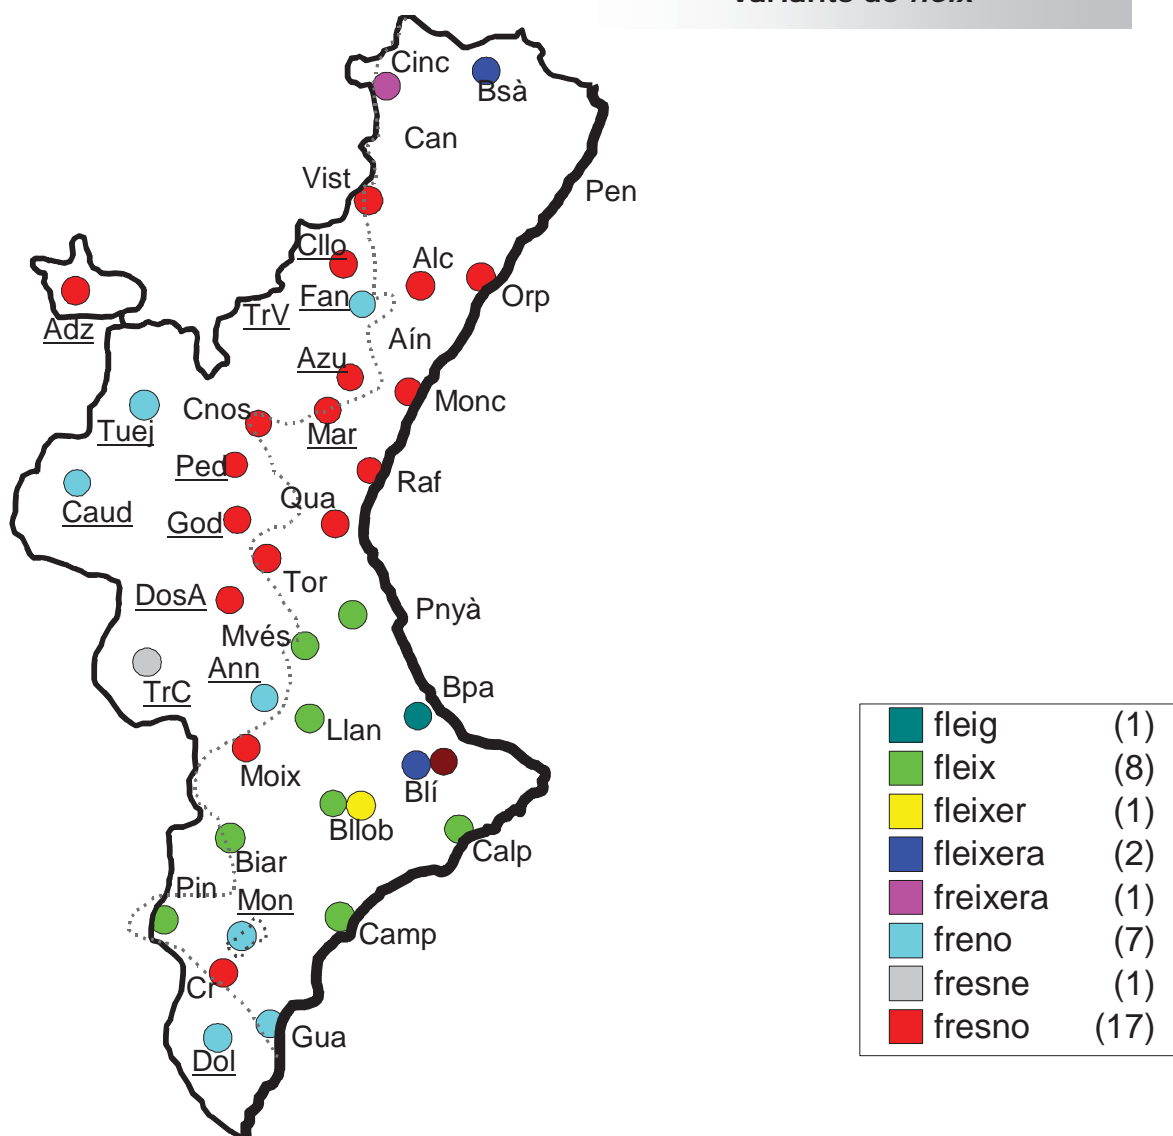 variants de fleix
Cinc
Bsà
Can
Vist
Pen
Cllo
Alc
Fan
Orp
TrV
Adz
Aín
Azu
Monc
Cnos
Mar
Tuej
Ped
Raf
Qua
Caud
God
Tor
DosA
Pnyà
Mvés
Ann
TrC
Bpa
Llan
Moix
Blí
Bllob
Calp
Biar
Pin
Mon
Camp
Cr
Gua
Dol
fleig (1)
fleix (8)
fleixer (1)
fleixera (2)
freixera (1)
freno (7)
fresne (1)
fresno (17)